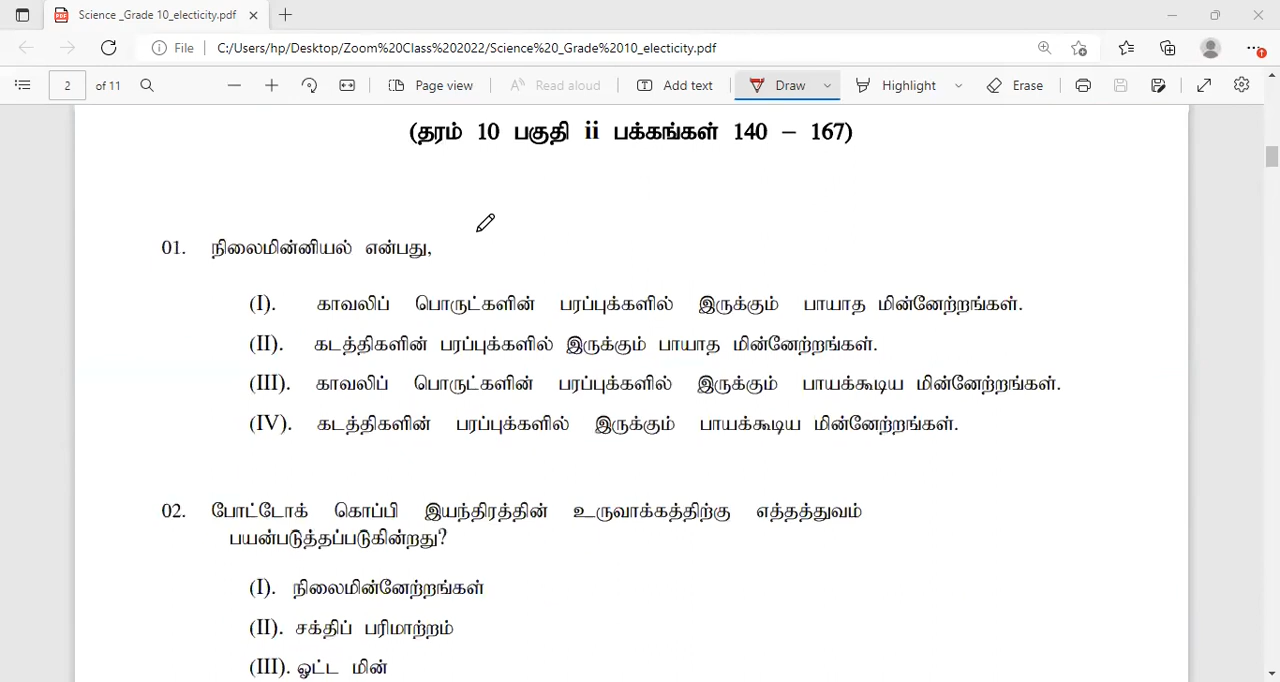 Science _Grade 10_electicity.pdf
File C:/Users/hp/Desktop/Zoom%20Class%202022/Science%20_Grade%2010_electicity.pdf
2 of 11 Page view Read aloud Add text Draw Highlight Erase
(தரம் 10 பகுதி ii பக்கங்கள் 140 – 167)
01. நிலைமின்னியல் என்பது,
(I). காவலிப் பொருட்களின் பரப்புக்களில் இருக்கும் பாயாத மின்னேற்றங்கள்.
(II). கடத்திகளின் பரப்புக்களில் இருக்கும் பாயாத மின்னேற்றங்கள்.
(III). காவலிப் பொருட்களின் பரப்புக்களில் இருக்கும் பாயக்கூடிய மின்னேற்றங்கள்.
(IV). கடத்திகளின் பரப்புக்களில் இருக்கும் பாயக்கூடிய மின்னேற்றங்கள்.
02. போட்டோக் கொப்பி இயந்திரத்தின் உருவாக்கத்திற்கு எத்தத்துவம்
பயன்படுத்தப்படுகின்றது?
(I). நிலைமின்னேற்றங்கள்
(II). சக்திப் பரிமாற்றம்
(III). ஓட்ட மின்